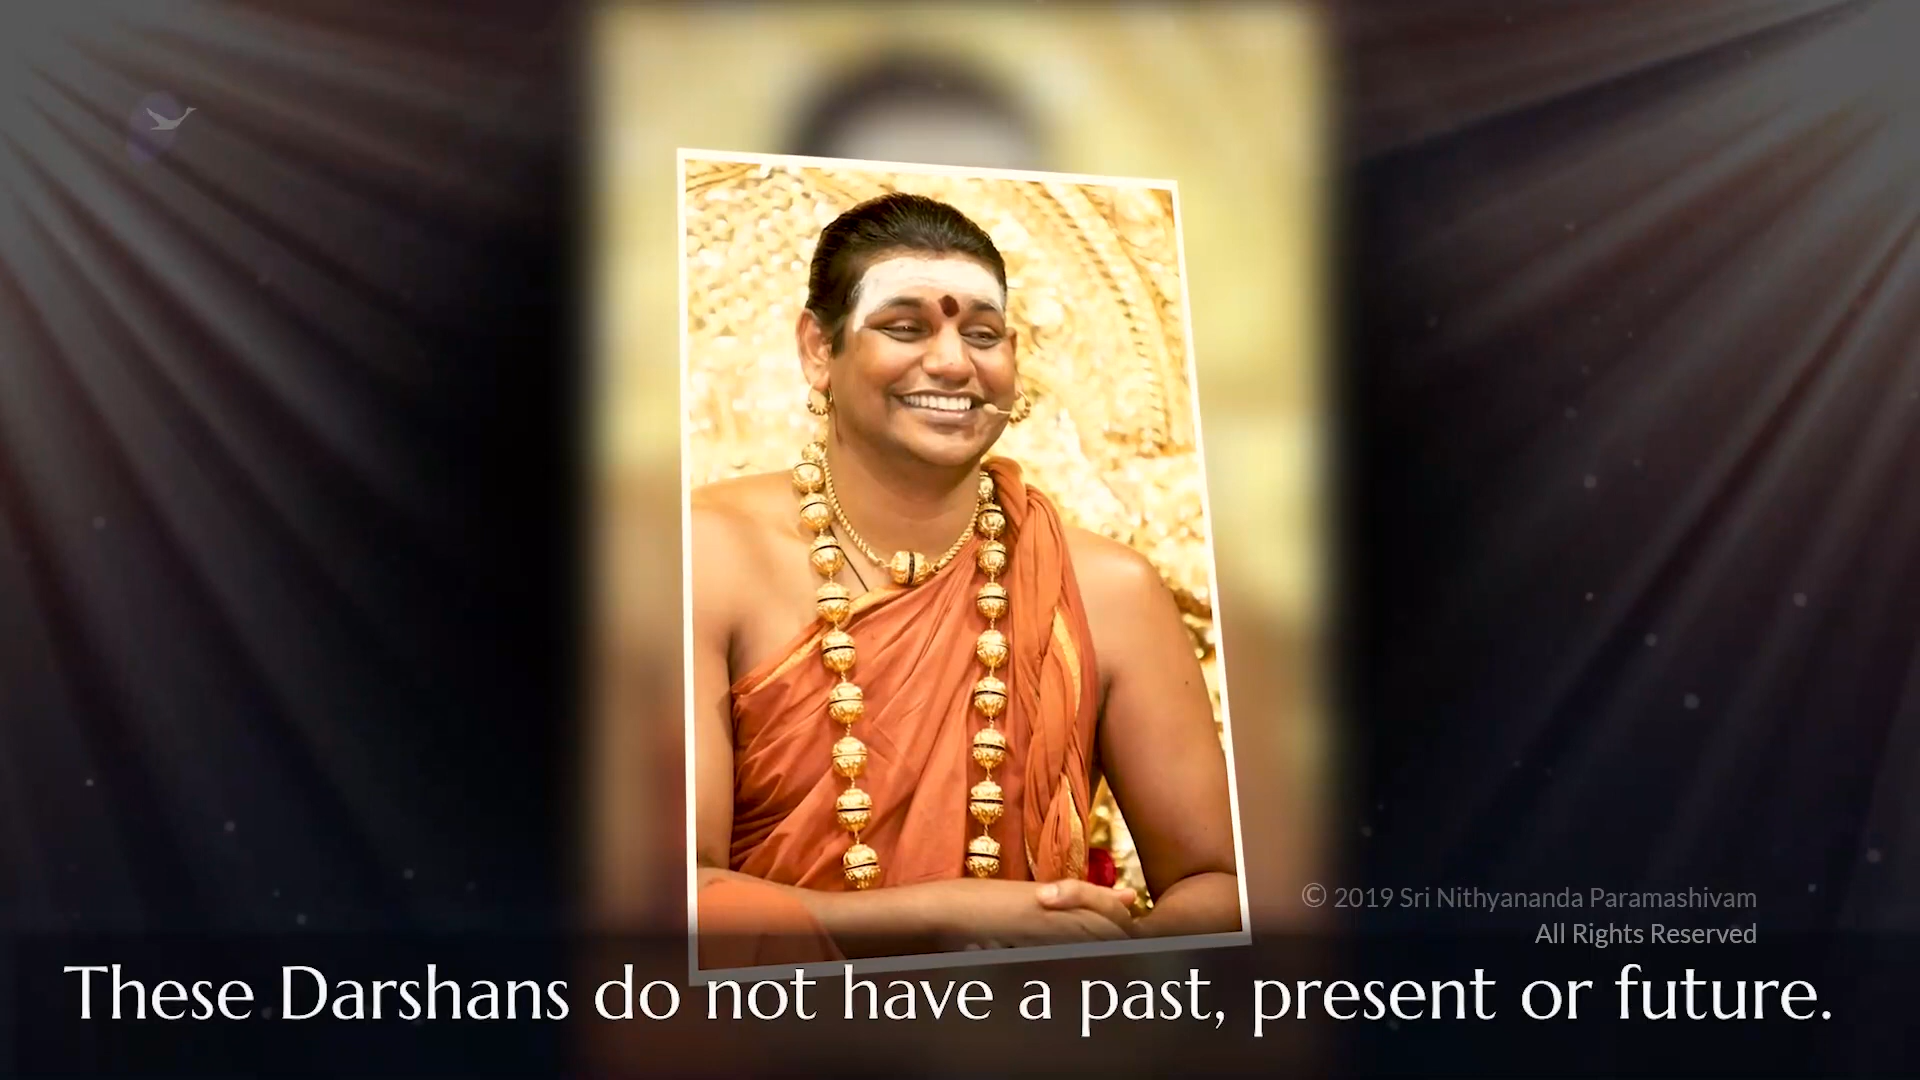 © 2019 Sri Nithyananda Paramashivam
All Rights Reserved
These Darshans do not have a past, present or future.